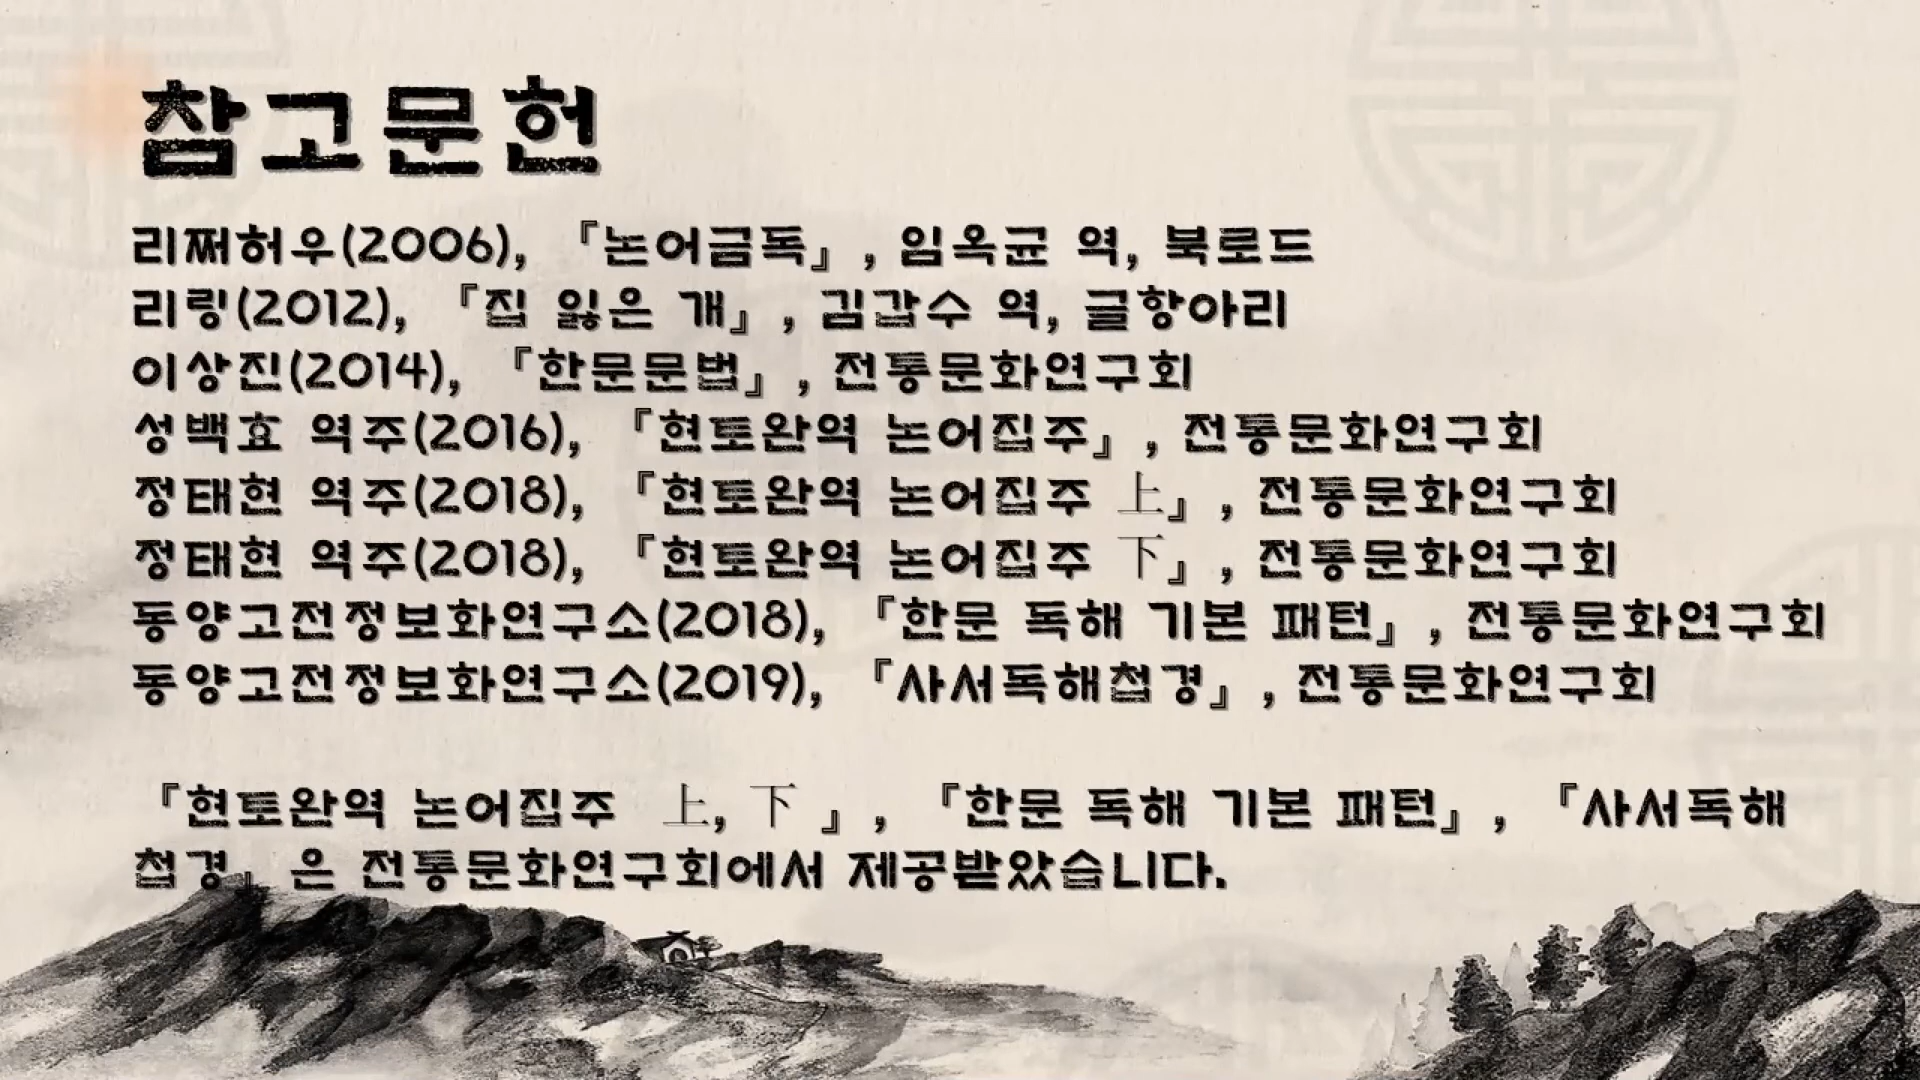 참고문헌
리쩌허우(2006), 『논어금독』, 임옥균 역, 북로드
리링(2012), 『집 잃은 개』, 김갑수 역, 글항아리
이상진(2014), 『한문문법』, 전통문화연구회
성백효 역주(2016), 『현토완역 논어집주』, 전통문화연구회
정태현 역주(2018), 『현토완역 논어집주 上』, 전통문화연구회
정태현 역주(2018), 『현토완역 논어집주 下』, 전통문화연구회
동양고전정보화연구소(2018), 『한문 독해 기본 패턴』, 전통문화연구회
동양고전정보화연구소(2019), 『사서독해첩경』, 전통문화연구회
『현토완역 논어집주 上, 下 』, 『한문 독해 기본 패턴』, 『사서독해
첩경』은 전통문화연구회에서 제공받았습니다.